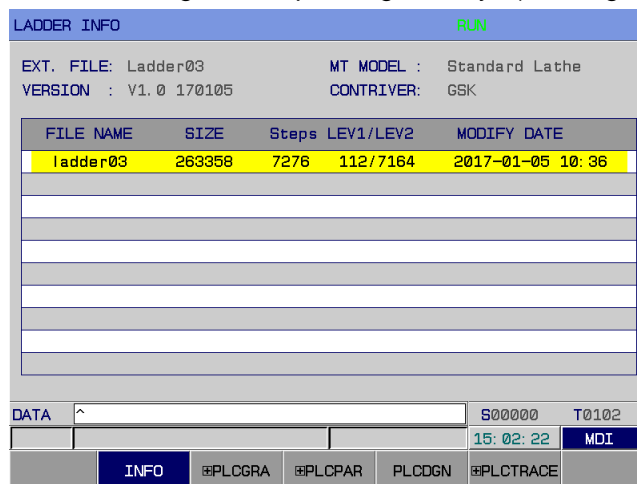 LADDER INFO RUN
EXT. FILE: Ladder03 MT MODEL : Standard Lathe
VERSION : V1.0 170105 CONTRIVER: GSK
FILE NAME SIZE Steps LEV1/LEV2 MODIFY DATE
ladder03 263358 7276 112/7164 2017-01-05 10:36
DATA ^ S00000 T0102
15:02:22 MDI
INFO ⊞PLCGRA ⊞PLCPAR PLCDGN ⊞PLCTRACE